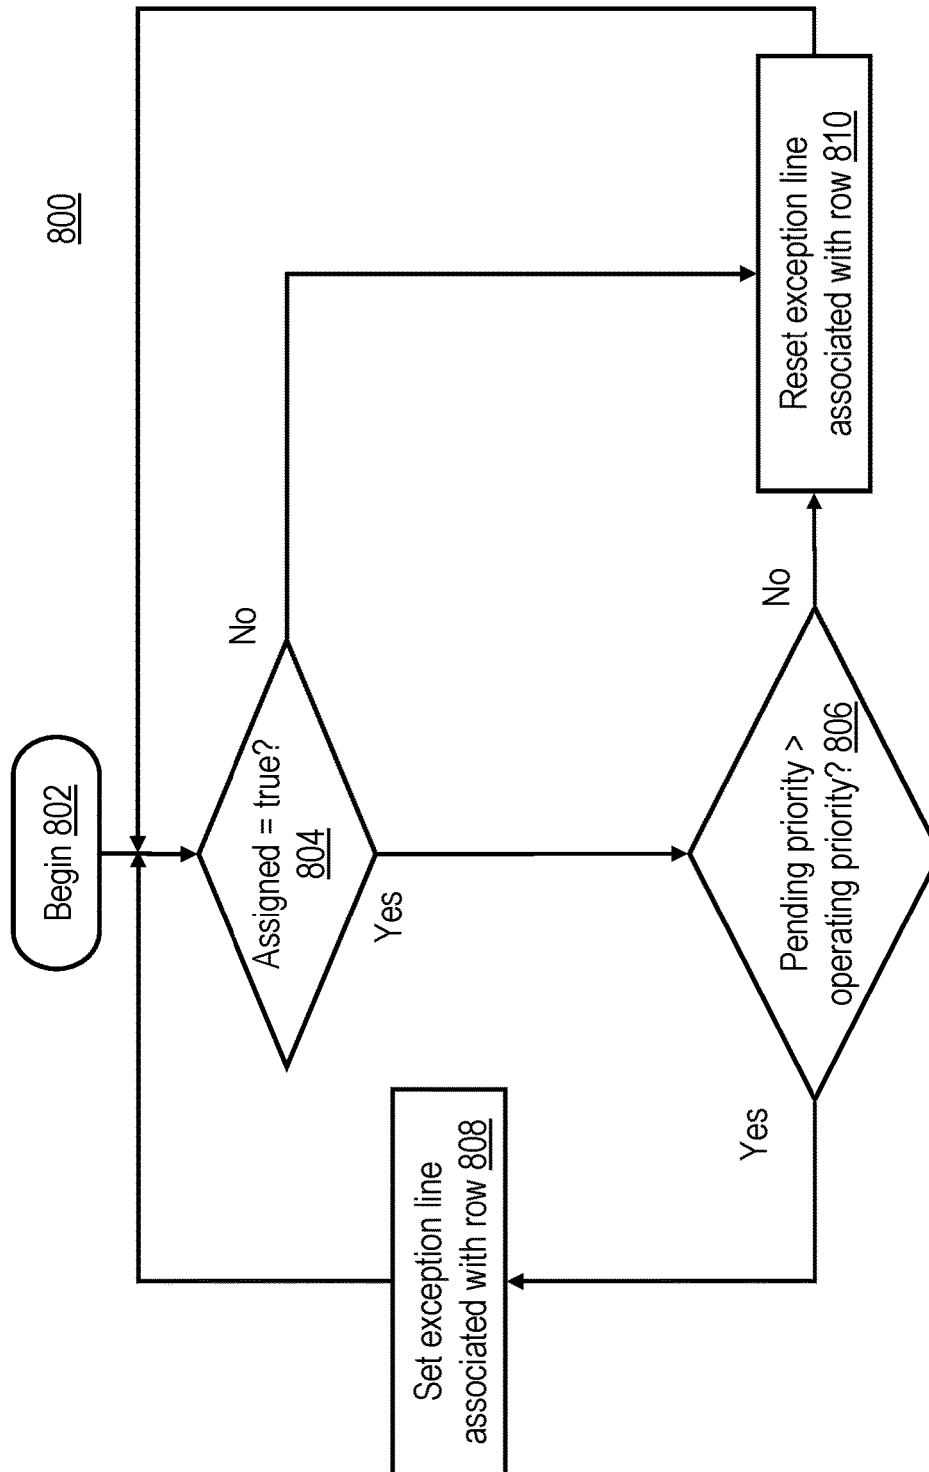 800
Begin 802
Assigned = true?
804
No
Yes
Pending priority >
operating priority? 806
Yes
No
Set exception line
associated with row 808
Reset exception line
associated with row 810